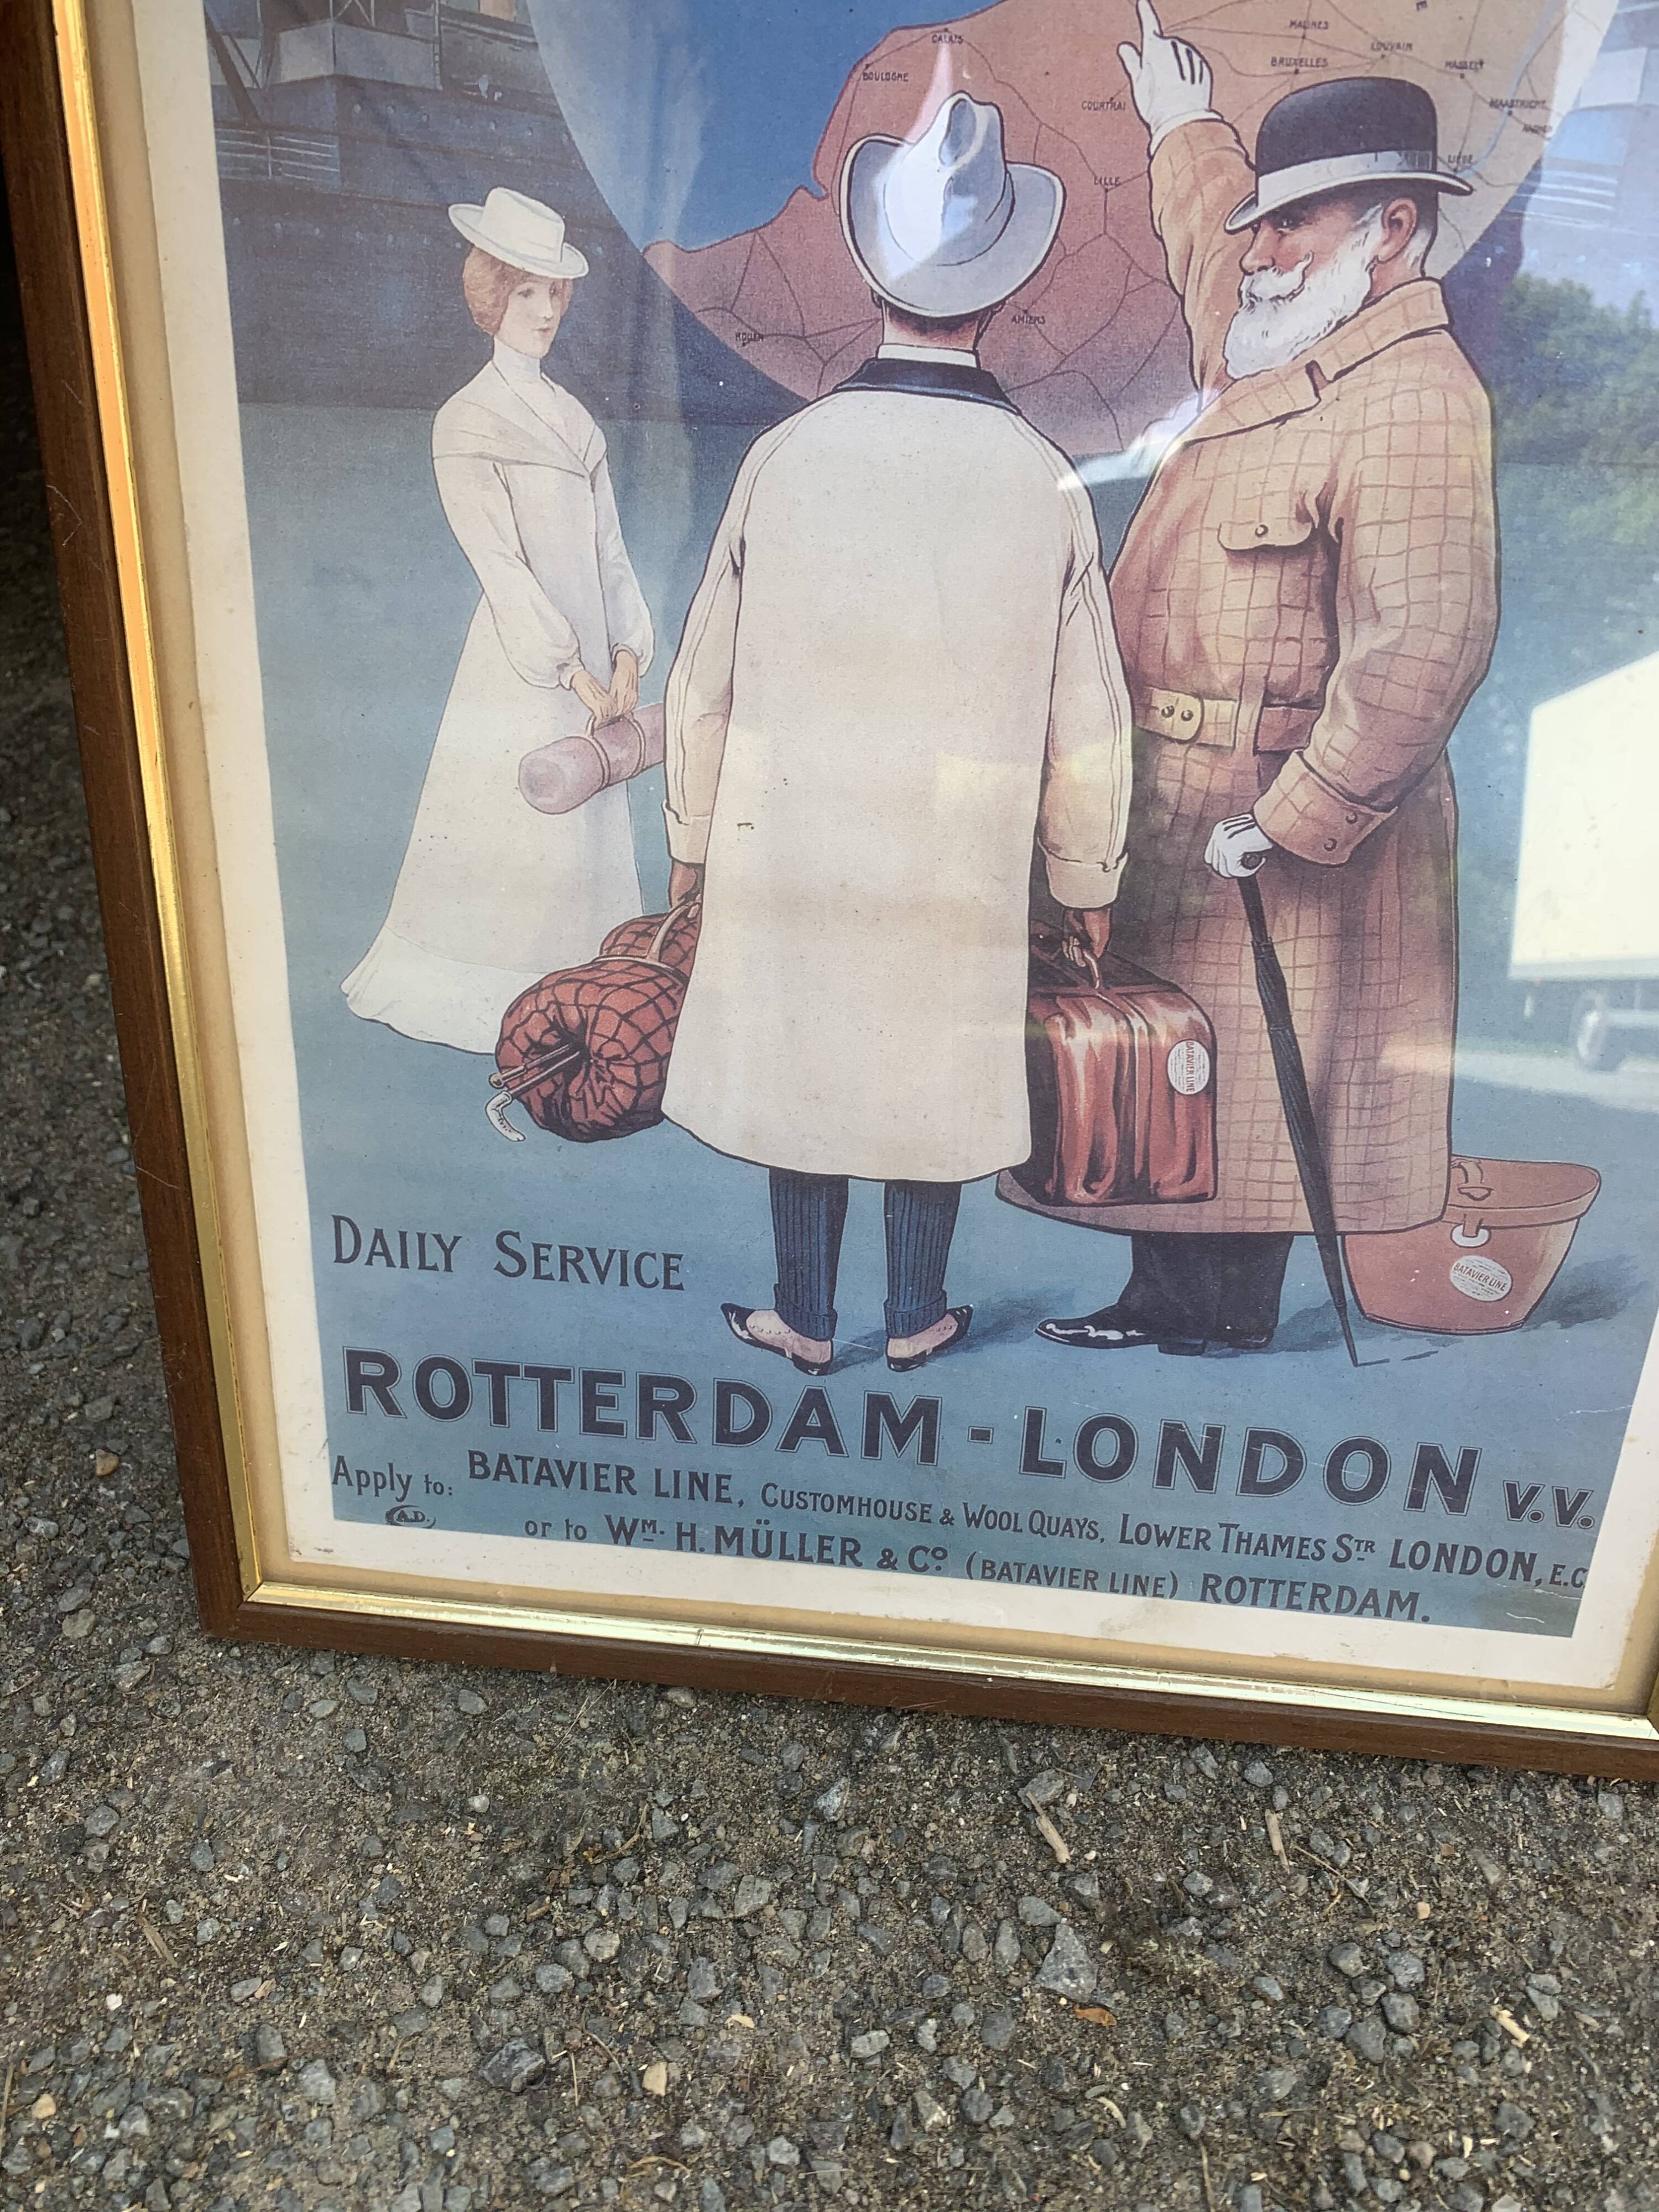 CALAIS
BOULOGNE
MALINES
LOUVAIN
BRUXELLES
HASSELT
COURTRAI
MAASTRICHT
LIEGE
LILLE
AMIENS
ROUEN
BATAVIER LINE
BATAVIER LINE
DAILY SERVICE
ROTTERDAM - LONDON V.V.
Apply to: BATAVIER LINE, CUSTOMHOUSE & WOOL QUAYS, LOWER THAMES STR LONDON, E.C
A.D.
or to WM. H. MÜLLER & CO (BATAVIER LINE) ROTTERDAM.